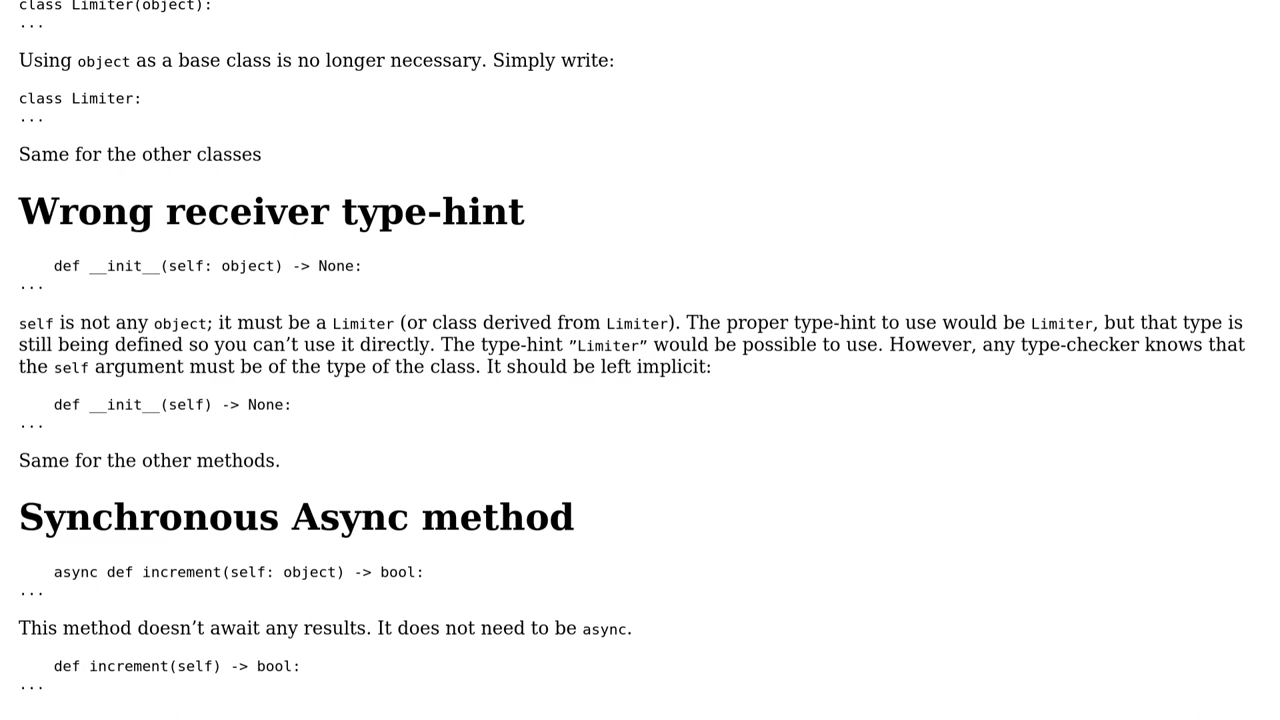 class Limiter(object):
...
Using object as a base class is no longer necessary. Simply write:
class Limiter:
...
Same for the other classes
Wrong receiver type-hint
def __init__(self: object) -> None:
...
self is not any object; it must be a Limiter (or class derived from Limiter). The proper type-hint to use would be Limiter, but that type is
still being defined so you can’t use it directly. The type-hint ”Limiter” would be possible to use. However, any type-checker knows that
the self argument must be of the type of the class. It should be left implicit:
def __init__(self) -> None:
...
Same for the other methods.
Synchronous Async method
async def increment(self: object) -> bool:
...
This method doesn’t await any results. It does not need to be async.
def increment(self) -> bool:
...